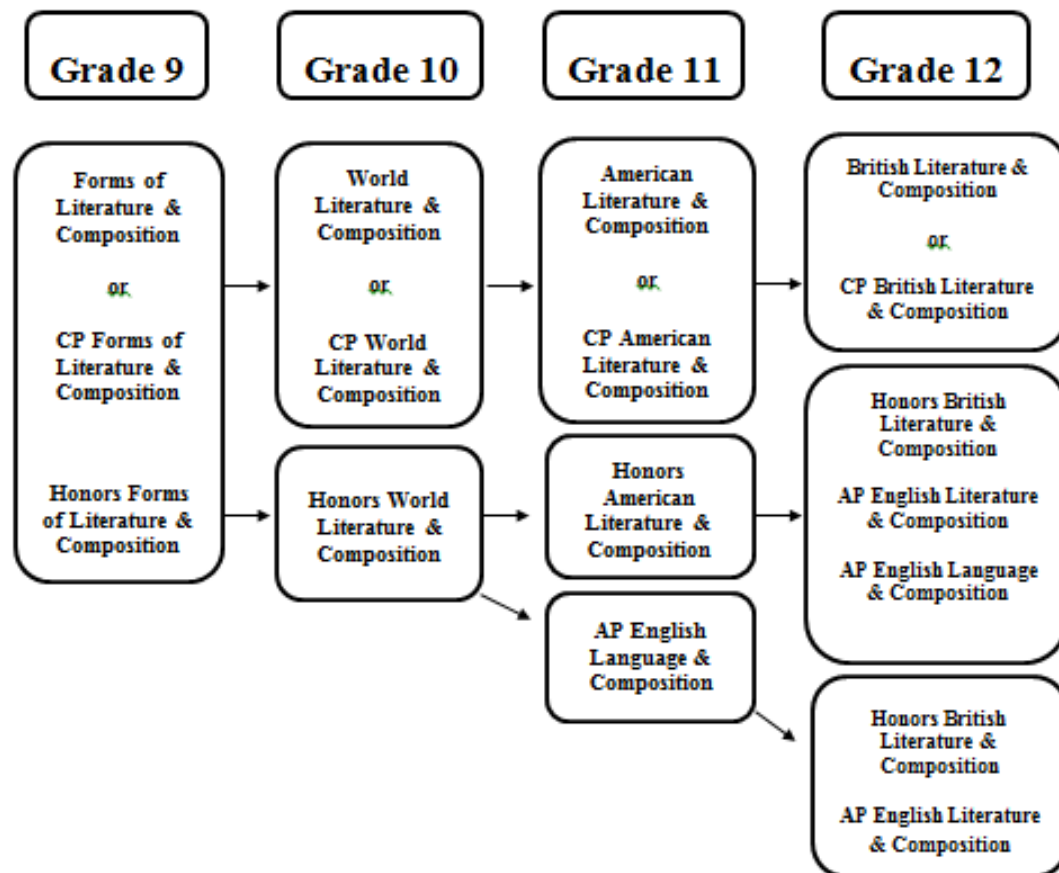 Grade 9
Grade 10
Grade 11
Grade 12
Forms of
Literature &
Composition
or
CP Forms of
Literature &
Composition
Honors Forms
of Literature &
Composition
World
Literature &
Composition
or
CP World
Literature &
Composition
Honors World
Literature &
Composition
American
Literature &
Composition
or
CP American
Literature &
Composition
Honors
American
Literature &
Composition
AP English
Language &
Composition
British Literature &
Composition
or
CP British Literature
& Composition
Honors British
Literature &
Composition
AP English Literature
& Composition
AP English Language
& Composition
Honors British
Literature &
Composition
AP English Literature
& Composition